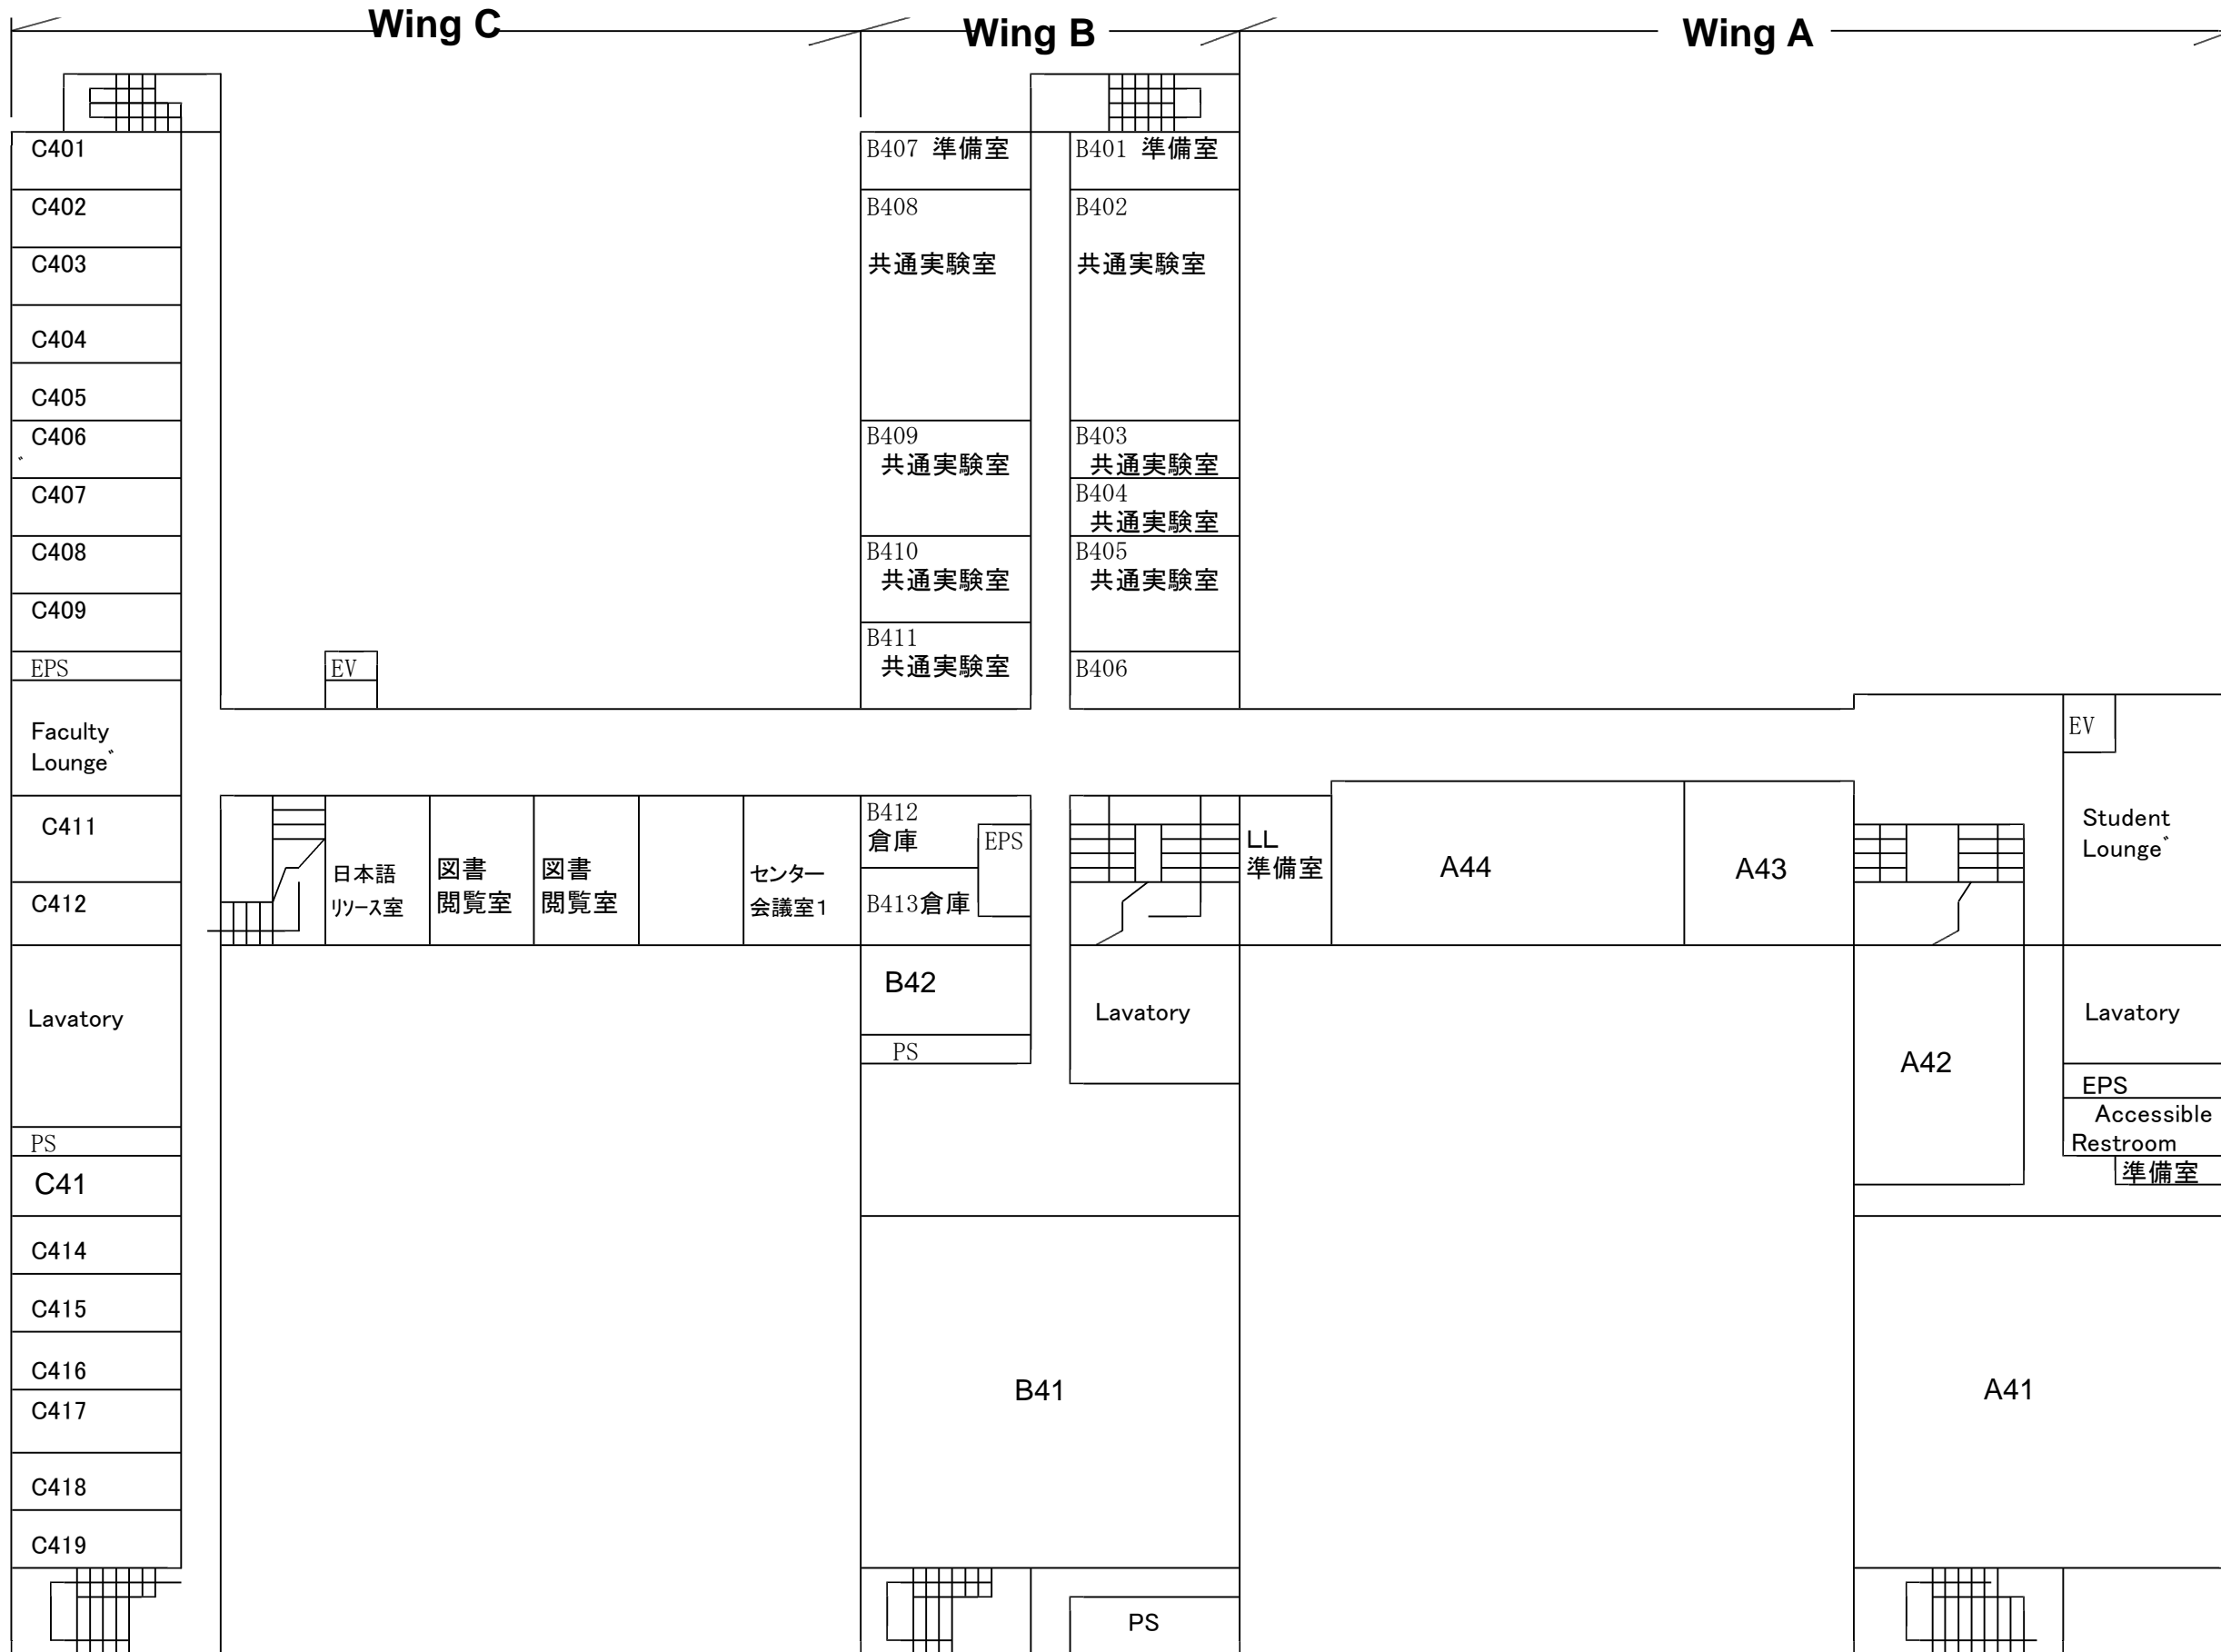 Wing C
Wing B
Wing A
C401
C402
C403
C404
C405
C406
゛
C407
C408
C409
EPS
Faculty
Lounge゛
C411
C412
Lavatory
PS
C41
C414
C415
C416
C417
C418
C419
EV
日本語
リソース室
図書
閲覧室
図書
閲覧室
センター
会議室1
B407 準備室
B408
共通実験室
B409
共通実験室
B410
共通実験室
B411
共通実験室
B401 準備室
B402
共通実験室
B403
共通実験室
B404
共通実験室
B405
共通実験室
B406
B412
倉庫
EPS
B413倉庫
B42
PS
Lavatory
B41
PS
LL
準備室
A44
A43
EV
Student
Lounge゛
A42
Lavatory
EPS
Accessible
Restroom
準備室
A41